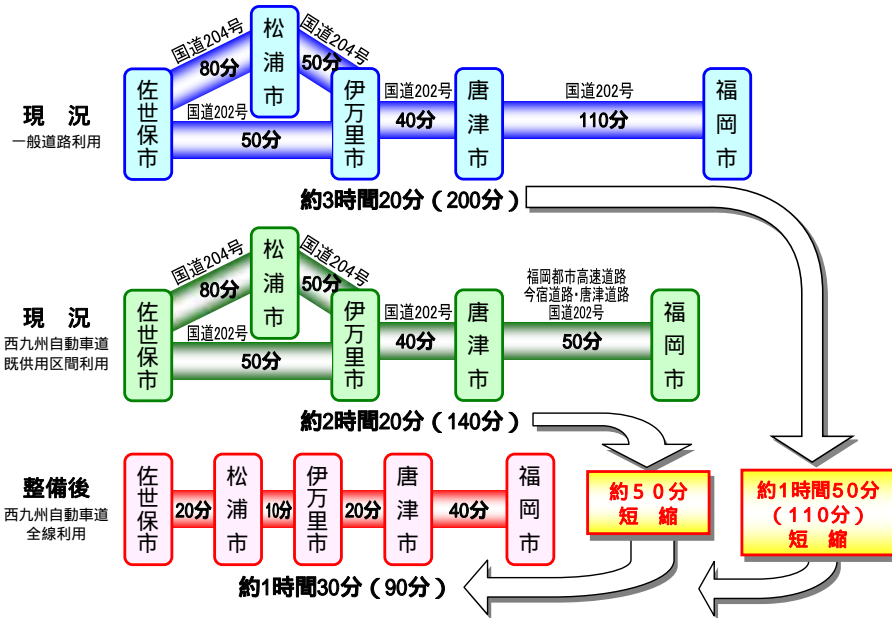 国道204号
80分
松浦市
国道204号
50分
現 況
一般道路利用
佐世保市
国道202号
50分
伊万里市
国道202号
40分
唐津市
国道202号
110分
福岡市
約3時間20分（200分）
国道204号
80分
松浦市
国道204号
50分
現 況
西九州自動車道
既供用区間利用
佐世保市
国道202号
50分
伊万里市
国道202号
40分
唐津市
福岡都市高速道路
今宿道路・唐津道路
国道202号
50分
福岡市
約2時間20分（140分）
整備後
西九州自動車道
全線利用
佐世保市
20分
松浦市
10分
伊万里市
20分
唐津市
40分
福岡市
約1時間30分（90分）
約５０分
短 縮
約1時間50分
（110分）
短 縮